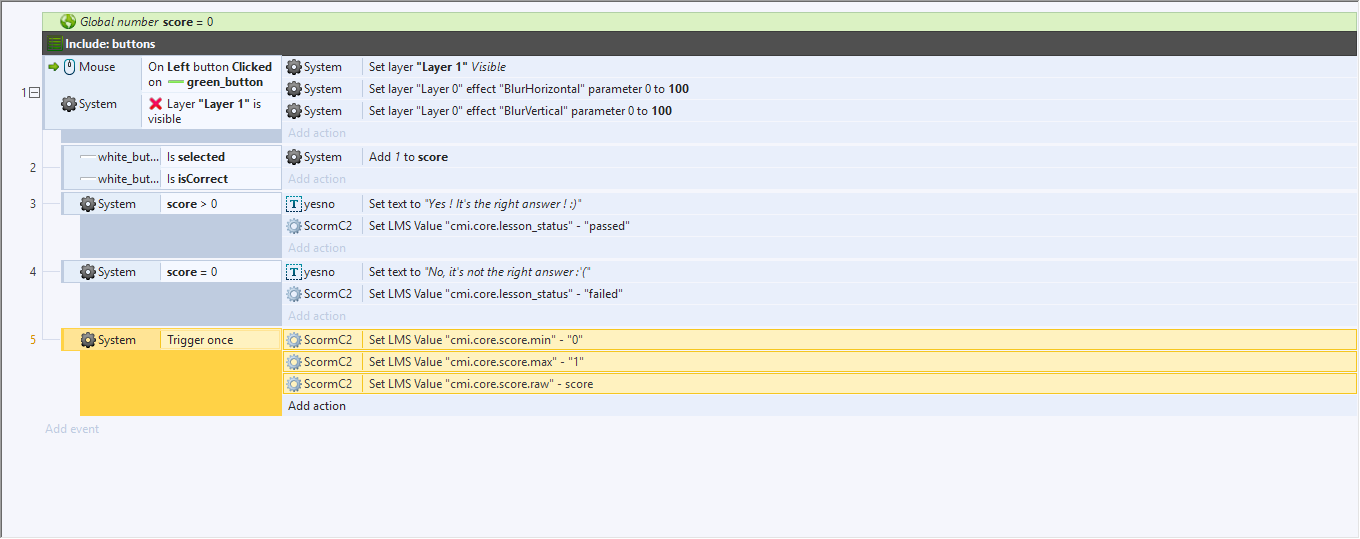 Global number score = 0
Include: buttons
1
Mouse On Left button Clicked on green_button
System Layer "Layer 1" is visible
System Set layer "Layer 1" Visible
System Set layer "Layer 0" effect "BlurHorizontal" parameter 0 to 100
System Set layer "Layer 0" effect "BlurVertical" parameter 0 to 100
Add action
2
white_but... Is selected
white_but... Is isCorrect
System Add 1 to score
Add action
3
System score > 0
T yesno Set text to "Yes ! It's the right answer ! :)"
ScormC2 Set LMS Value "cmi.core.lesson_status" - "passed"
Add action
4
System score = 0
T yesno Set text to "No, it's not the right answer :'("
ScormC2 Set LMS Value "cmi.core.lesson_status" - "failed"
Add action
5
System Trigger once
ScormC2 Set LMS Value "cmi.core.score.min" - "0"
ScormC2 Set LMS Value "cmi.core.score.max" - "1"
ScormC2 Set LMS Value "cmi.core.score.raw" - score
Add action
Add event